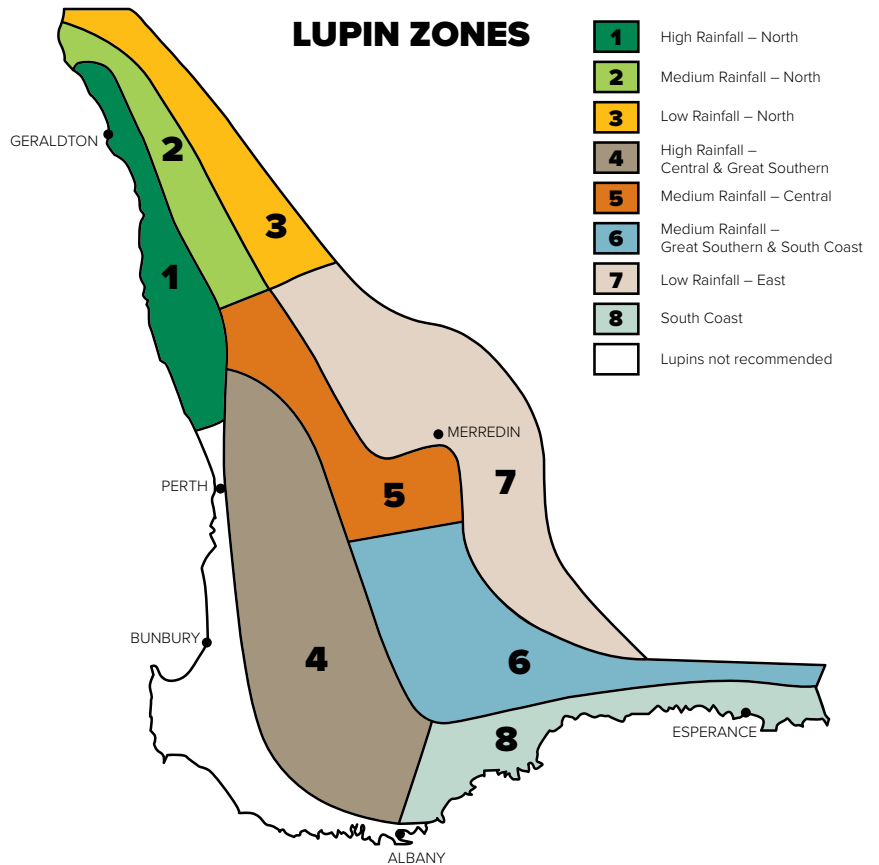 LUPIN ZONES
1 High Rainfall – North
2 Medium Rainfall – North
3 Low Rainfall – North
4 High Rainfall –
Central & Great Southern
5 Medium Rainfall – Central
6 Medium Rainfall –
Great Southern & South Coast
7 Low Rainfall – East
8 South Coast
Lupins not recommended
GERALDTON
2
3
1
MERREDIN
7
PERTH
5
BUNBURY
4
6
ESPERANCE
8
ALBANY